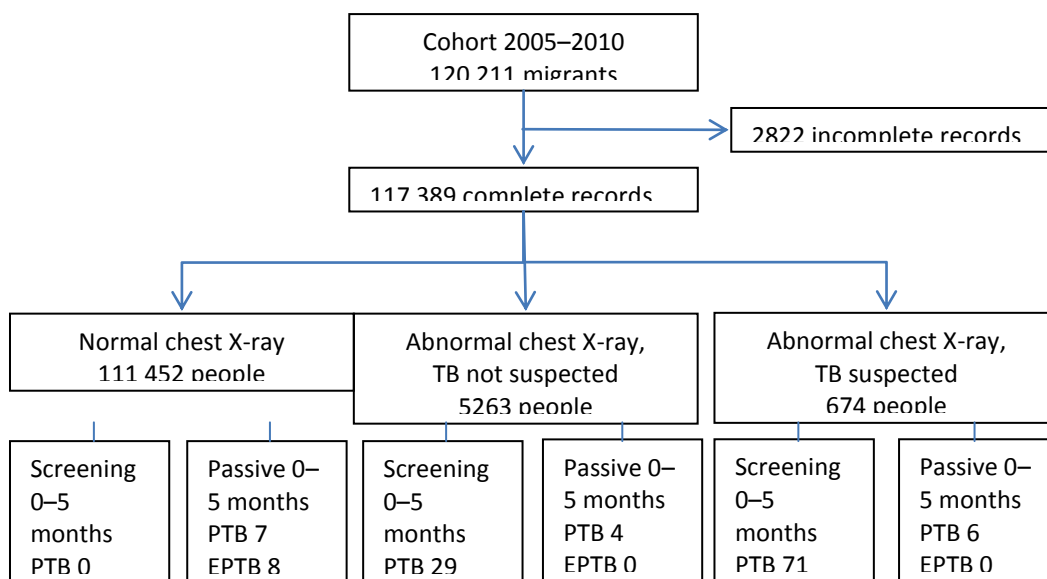 Cohort 2005–2010
120 211 migrants
2822 incomplete records
117 389 complete records
Normal chest X-ray
111 452 people
Abnormal chest X-ray,
TB not suspected
5263 people
Abnormal chest X-ray,
TB suspected
674 people
Screening
0–5
months
PTB 0
Passive 0–
5 months
PTB 7
EPTB 8
Screening
0–5
months
PTB 29
Passive 0–
5 months
PTB 4
EPTB 0
Screening
0–5
months
PTB 71
Passive 0–
5 months
PTB 6
EPTB 0